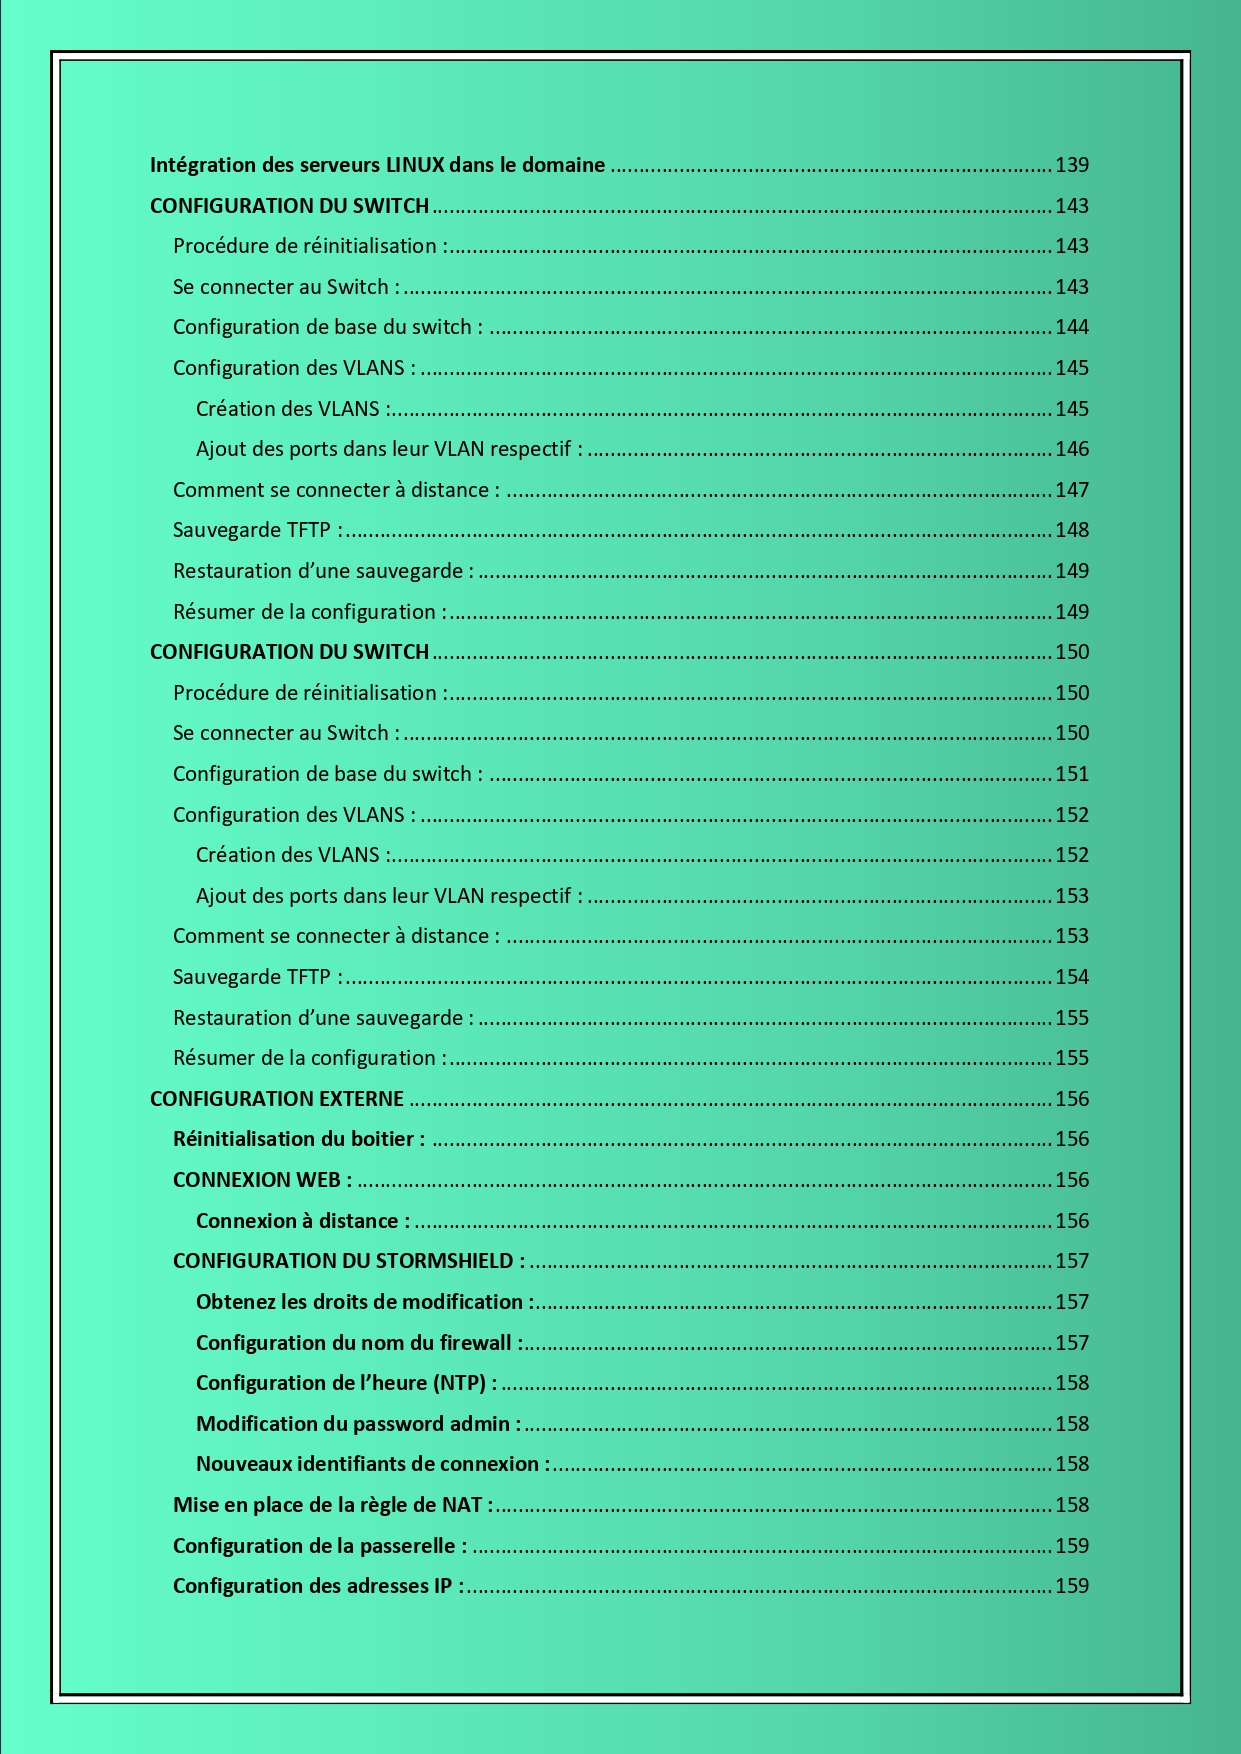 Intégration des serveurs LINUX dans le domaine ........ 139
CONFIGURATION DU SWITCH ........ 143
Procédure de réinitialisation : ........ 143
Se connecter au Switch : ........ 143
Configuration de base du switch : ........ 144
Configuration des VLANS : ........ 145
Création des VLANS : ........ 145
Ajout des ports dans leur VLAN respectif : ........ 146
Comment se connecter à distance : ........ 147
Sauvegarde TFTP : ........ 148
Restauration d’une sauvegarde : ........ 149
Résumer de la configuration : ........ 149
CONFIGURATION DU SWITCH ........ 150
Procédure de réinitialisation : ........ 150
Se connecter au Switch : ........ 150
Configuration de base du switch : ........ 151
Configuration des VLANS : ........ 152
Création des VLANS : ........ 152
Ajout des ports dans leur VLAN respectif : ........ 153
Comment se connecter à distance : ........ 153
Sauvegarde TFTP : ........ 154
Restauration d’une sauvegarde : ........ 155
Résumer de la configuration : ........ 155
CONFIGURATION EXTERNE ........ 156
Réinitialisation du boitier : ........ 156
CONNEXION WEB : ........ 156
Connexion à distance : ........ 156
CONFIGURATION DU STORMSHIELD : ........ 157
Obtenez les droits de modification : ........ 157
Configuration du nom du firewall : ........ 157
Configuration de l’heure (NTP) : ........ 158
Modification du password admin : ........ 158
Nouveaux identifiants de connexion : ........ 158
Mise en place de la règle de NAT : ........ 158
Configuration de la passerelle : ........ 159
Configuration des adresses IP : ........ 159